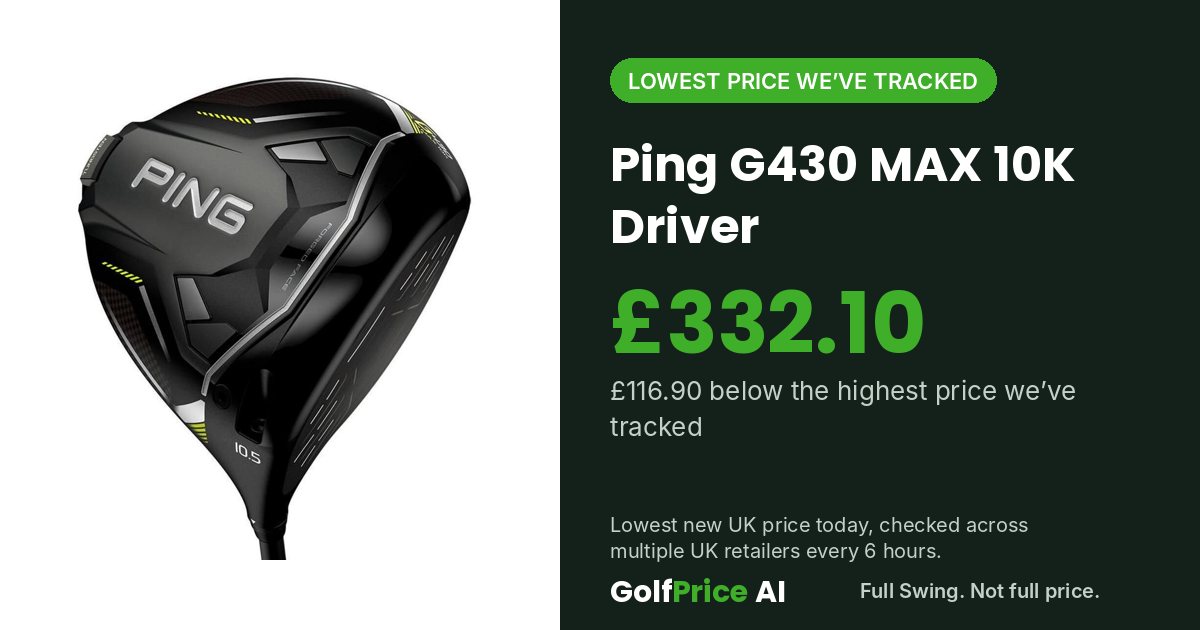 PING
FORGED FACE
10.5
LOWEST PRICE WE’VE TRACKED
Ping G430 MAX 10K
Driver
£332.10
£116.90 below the highest price we’ve
tracked
Lowest new UK price today, checked across
multiple UK retailers every 6 hours.
GolfPrice AI
Full Swing. Not full price.